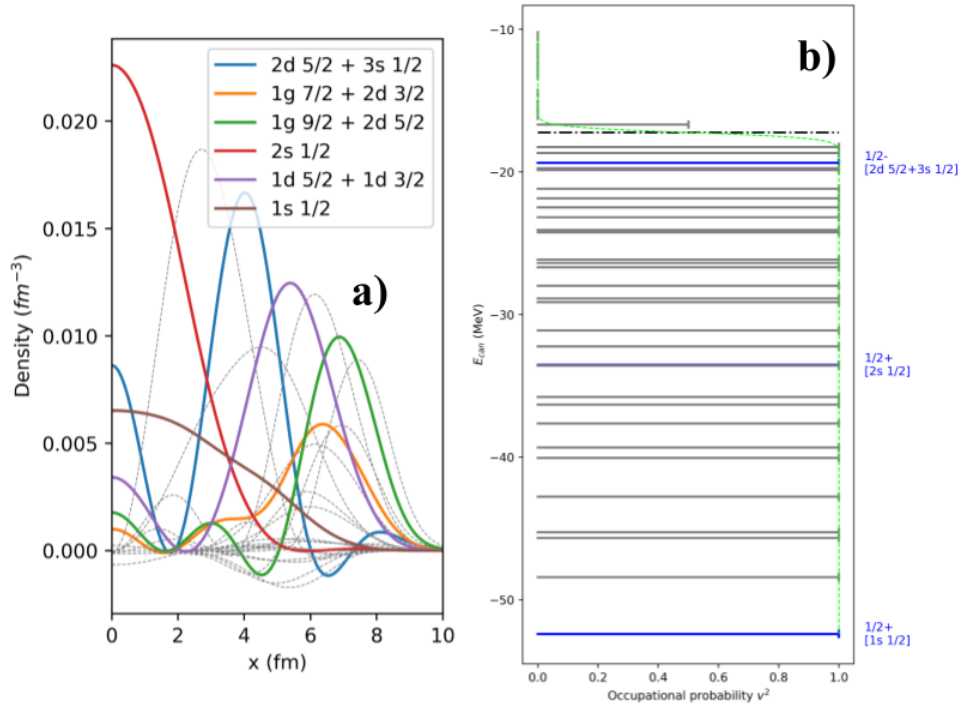 2d 5/2 + 3s 1/2
1g 7/2 + 2d 3/2
1g 9/2 + 2d 5/2
2s 1/2
1d 5/2 + 1d 3/2
1s 1/2
a)
0.020
0.015
0.010
0.005
0.000
Density (fm⁻³)
0 2 4 6 8 10
x (fm)
b)
−10
−20
−30
−40
−50
E_can (MeV)
1/2-
[2d 5/2+3s 1/2]
1/2+
[2s 1/2]
1/2+
[1s 1/2]
0.0 0.2 0.4 0.6 0.8 1.0
Occupational probability v²